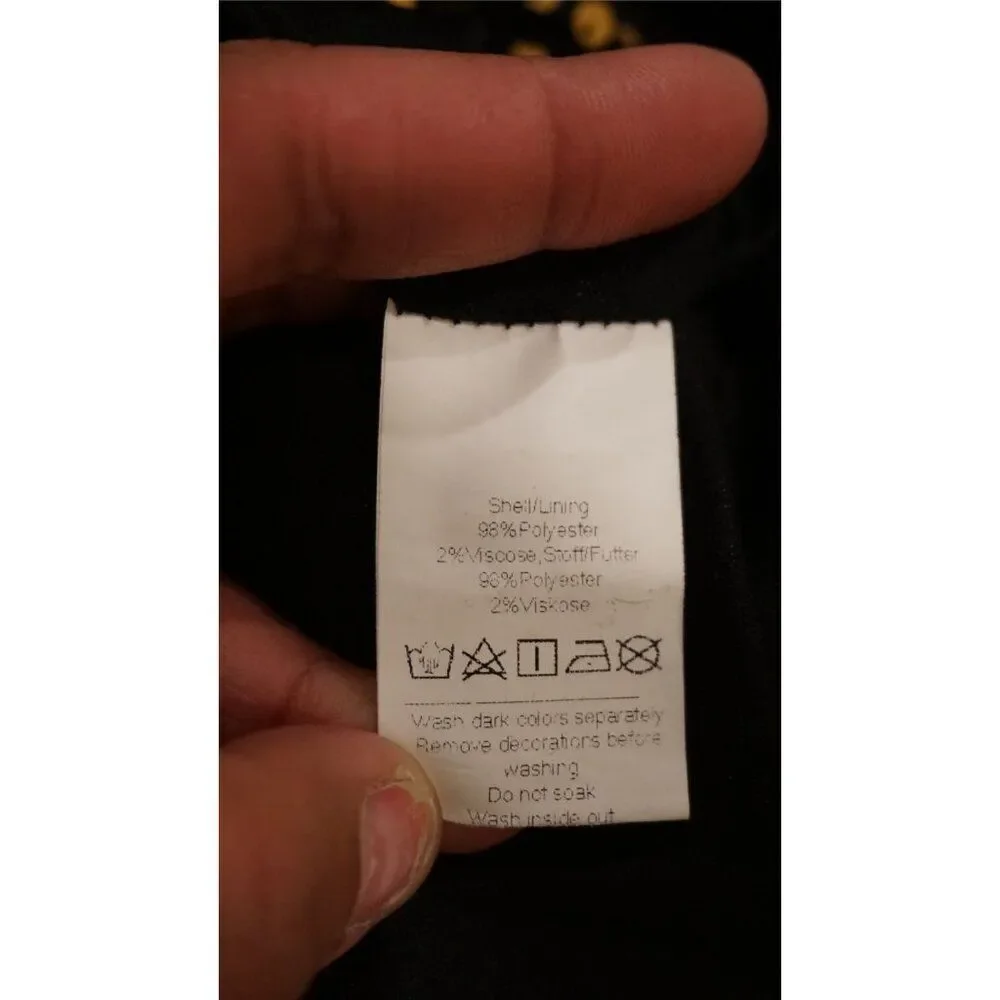 Shell/Lining
98%Polyester
2%Viscose,Stoff/Futter
98%Polyester
2%Viskose
Wash dark colors separately
Remove decorations before
washing
Do not soak
Wash inside out